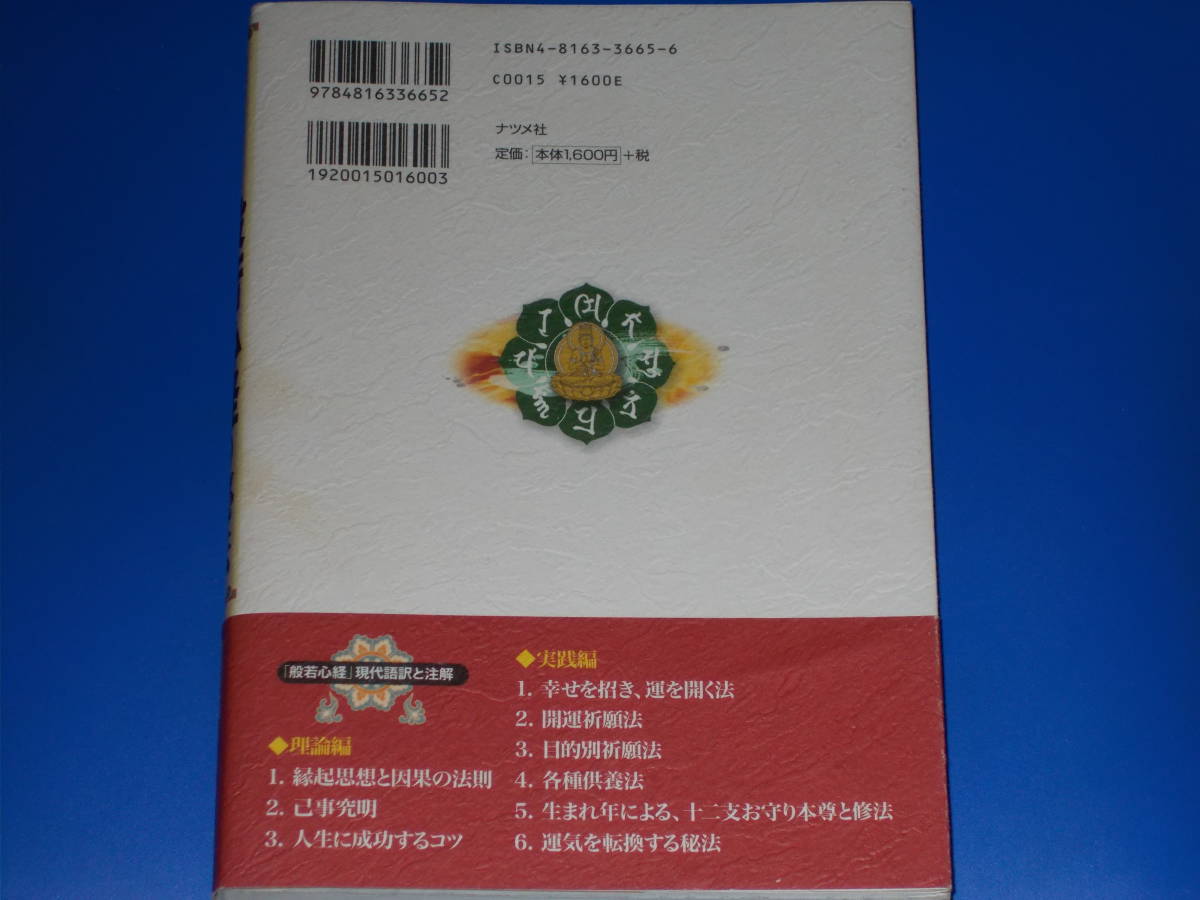 9784816336652
ISBN4-8163-3665-6
C0015 ¥1600E
1920015016003
ナツメ社
定価: 本体1,600円 +税
「般若心経」現代語訳と注解
◆理論編
1. 縁起思想と因果の法則
2. 己事究明
3. 人生に成功するコツ
◆実践編
1. 幸せを招き、運を開く法
2. 開運祈願法
3. 目的別祈願法
4. 各種供養法
5. 生まれ年による、十二支お守り本尊と修法
6. 運気を転換する秘法